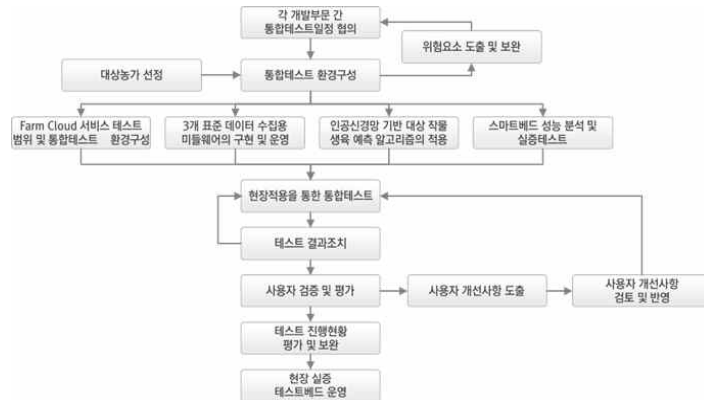 각 개발부문 간
통합테스트일정 협의
위험요소 도출 및 보완
대상농가 선정
통합테스트 환경구성
Farm Cloud 서비스 테스트
범위 및 통합테스트 환경구성
3개 표준 데이터 수집용
미들웨어의 구현 및 운영
인공신경망 기반 대상 작물
생육 예측 알고리즘의 적용
스마트베드 성능 분석 및
실증테스트
현장적용을 통한 통합테스트
테스트 결과조치
사용자 검증 및 평가
사용자 개선사항 도출
사용자 개선사항
검토 및 반영
테스트 진행현황
평가 및 보완
현장 실증
테스트베드 운영